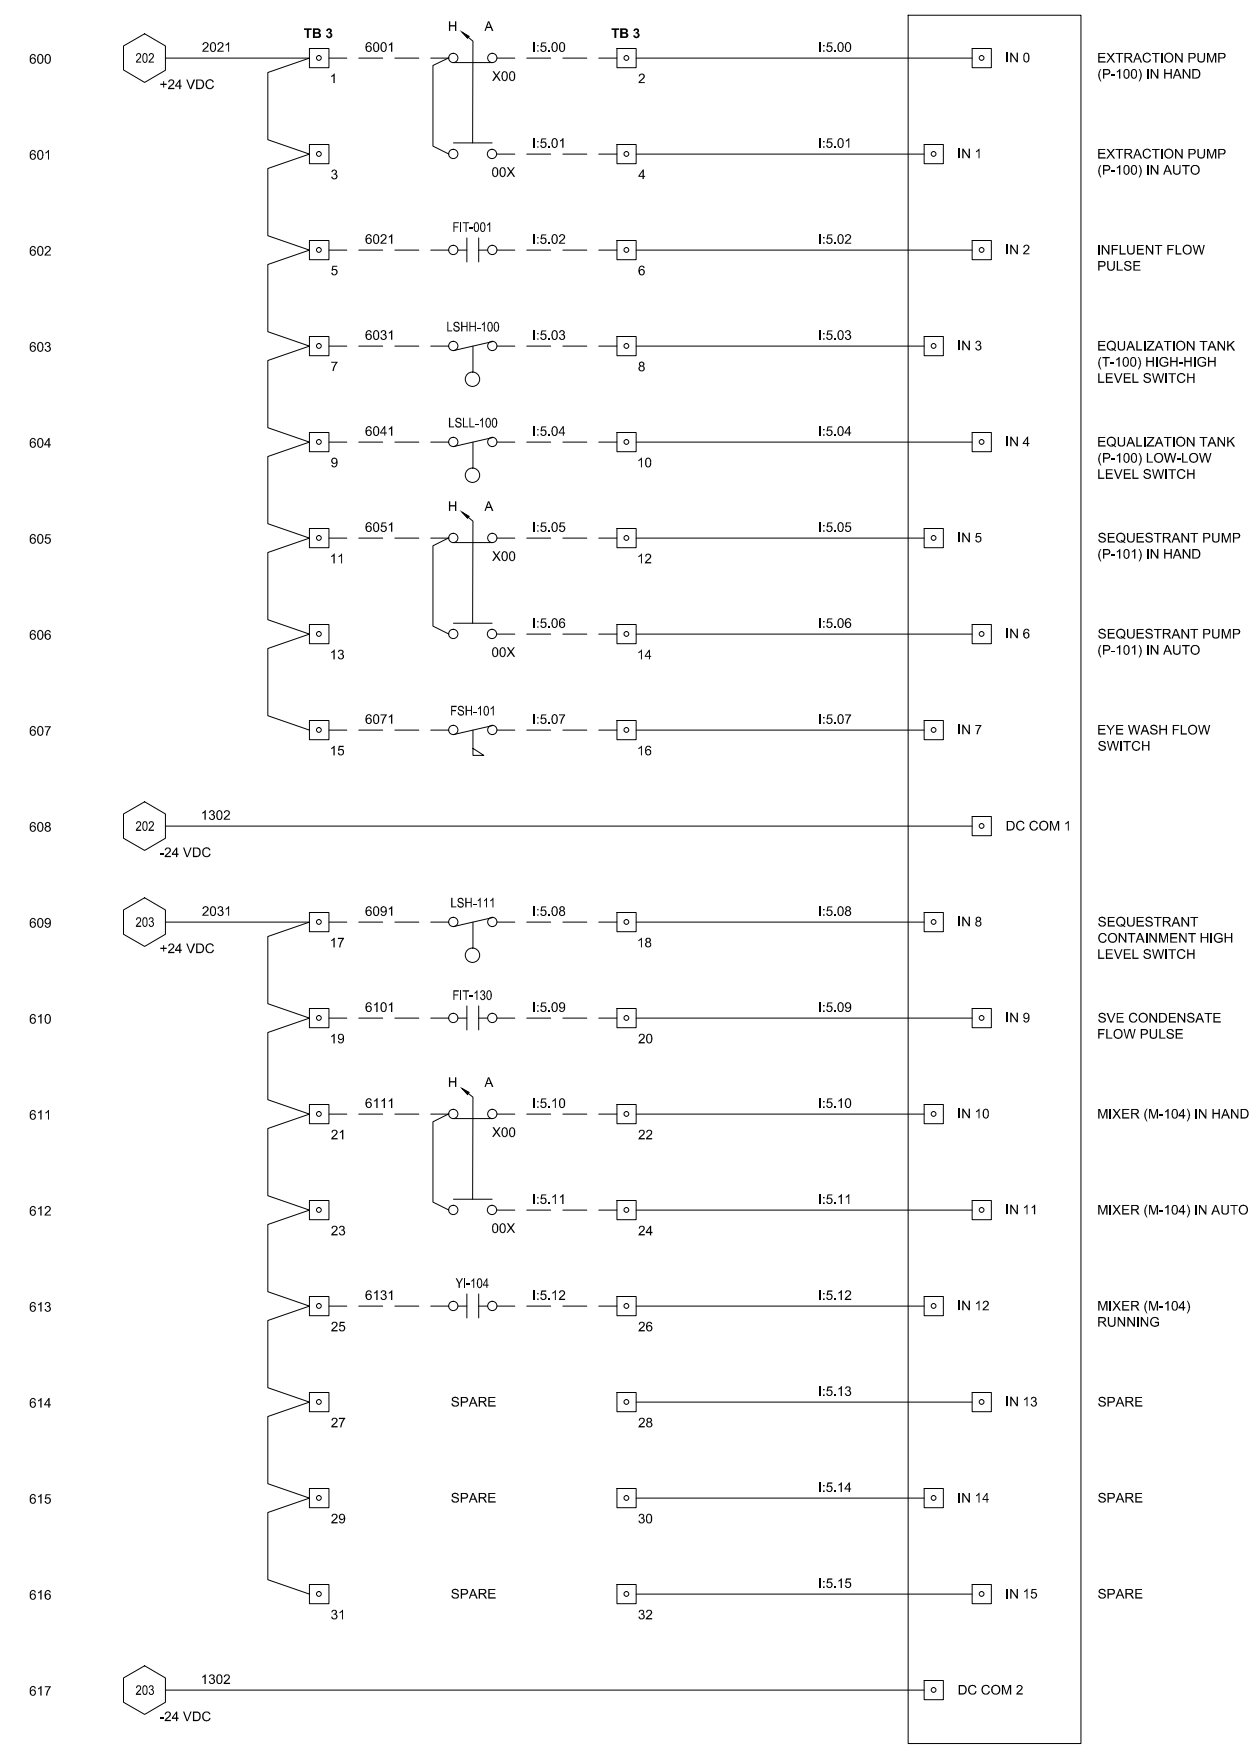 TB 3 H A TB 3
600 202 2021 6001 I:5.00 I:5.00 IN 0 EXTRACTION PUMP
+24 VDC 1 X00 2 (P-100) IN HAND
601 I:5.01 I:5.01 IN 1 EXTRACTION PUMP
3 00X 4 (P-100) IN AUTO
FIT-001
602 6021 I:5.02 I:5.02 IN 2 INFLUENT FLOW
5 6 PULSE
LSHH-100
603 6031 I:5.03 I:5.03 IN 3 EQUALIZATION TANK
7 8 (T-100) HIGH-HIGH
LEVEL SWITCH
LSLL-100
604 6041 I:5.04 I:5.04 IN 4 EQUALIZATION TANK
9 10 (P-100) LOW-LOW
LEVEL SWITCH
H A
605 6051 I:5.05 I:5.05 IN 5 SEQUESTRANT PUMP
11 X00 12 (P-101) IN HAND
606 I:5.06 I:5.06 IN 6 SEQUESTRANT PUMP
13 00X 14 (P-101) IN AUTO
FSH-101
607 6071 I:5.07 I:5.07 IN 7 EYE WASH FLOW
15 16 SWITCH
608 202 1302 DC COM 1
-24 VDC
LSH-111
609 203 2031 6091 I:5.08 I:5.08 IN 8 SEQUESTRANT
+24 VDC 17 18 CONTAINMENT HIGH
LEVEL SWITCH
FIT-130
610 6101 I:5.09 I:5.09 IN 9 SVE CONDENSATE
19 20 FLOW PULSE
H A
611 6111 I:5.10 I:5.10 IN 10 MIXER (M-104) IN HAND
21 X00 22
612 I:5.11 I:5.11 IN 11 MIXER (M-104) IN AUTO
23 00X 24
YI-104
613 6131 I:5.12 I:5.12 IN 12 MIXER (M-104)
25 26 RUNNING
614 SPARE I:5.13 IN 13 SPARE
27 28
615 SPARE I:5.14 IN 14 SPARE
29 30
616 SPARE I:5.15 IN 15 SPARE
31 32
617 203 1302 DC COM 2
-24 VDC